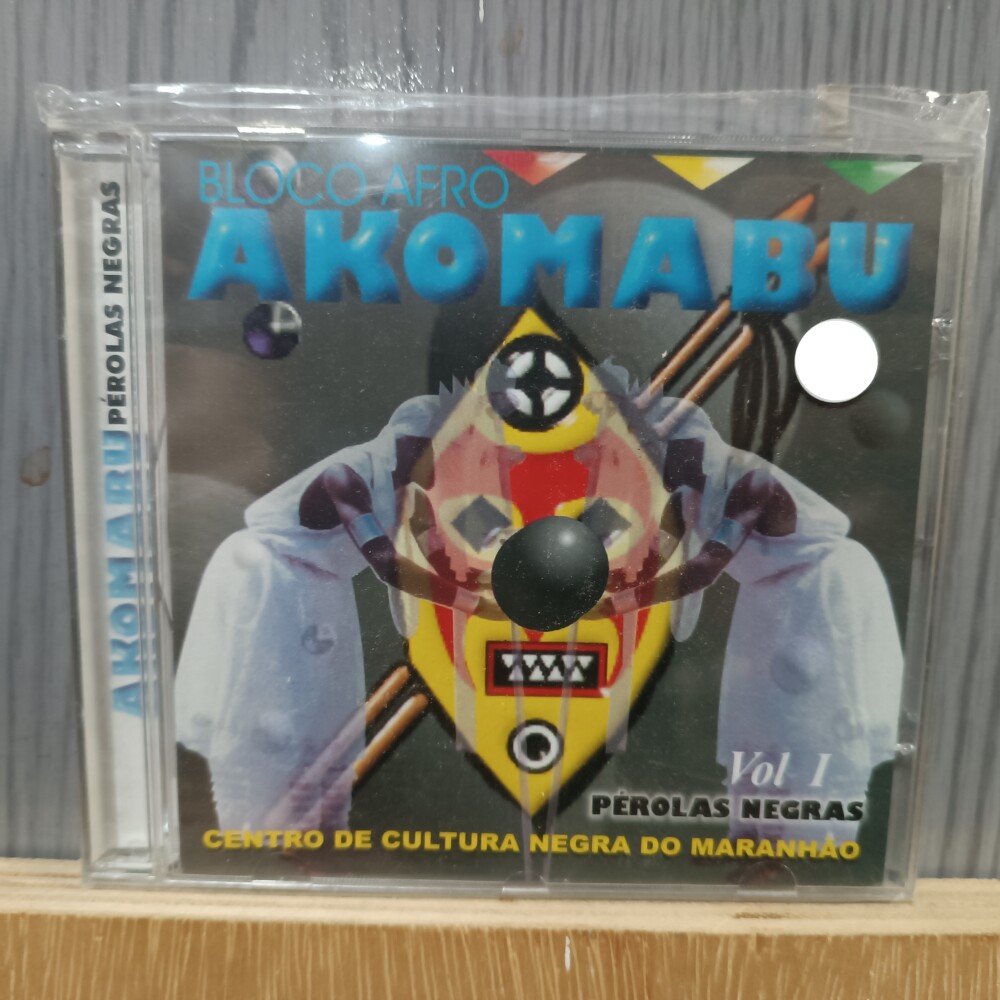 BLOCO AFRO
AKOMABU
Vol I
PÉROLAS NEGRAS
CENTRO DE CULTURA NEGRA DO MARANHÃO
AKOMABU PÉROLAS NEGRAS